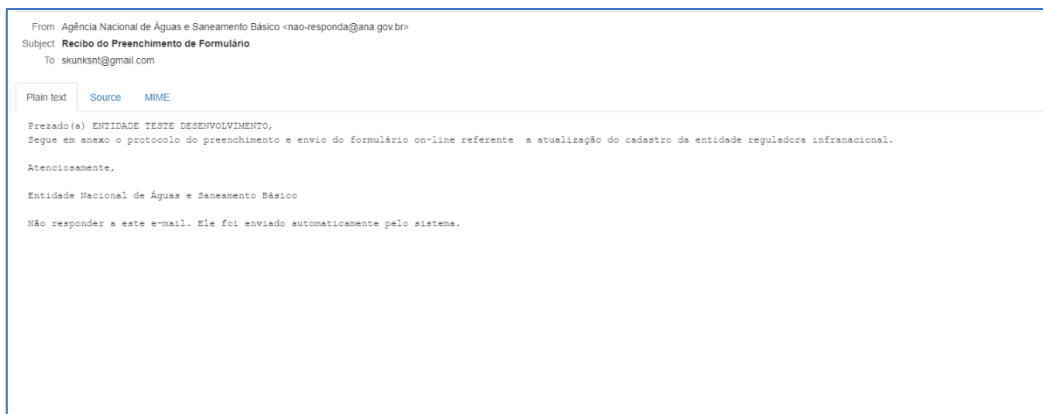 From Agência Nacional de Águas e Saneamento Básico <nao-responda@ana.gov.br>
Subject Recibo do Preenchimento de Formulário
To skunksnt@gmail.com
Plain text Source MIME
Prezado(a) ENTIDADE TESTE DESENVOLVIMENTO,
Segue em anexo o protocolo do preenchimento e envio do formulário on-line referente  a atualização do cadastro da entidade reguladora infranacional.
Atenciosamente,
Entidade Nacional de Águas e Saneamento Básico
Não responder a este e-mail. Ele foi enviado automaticamente pelo sistema.